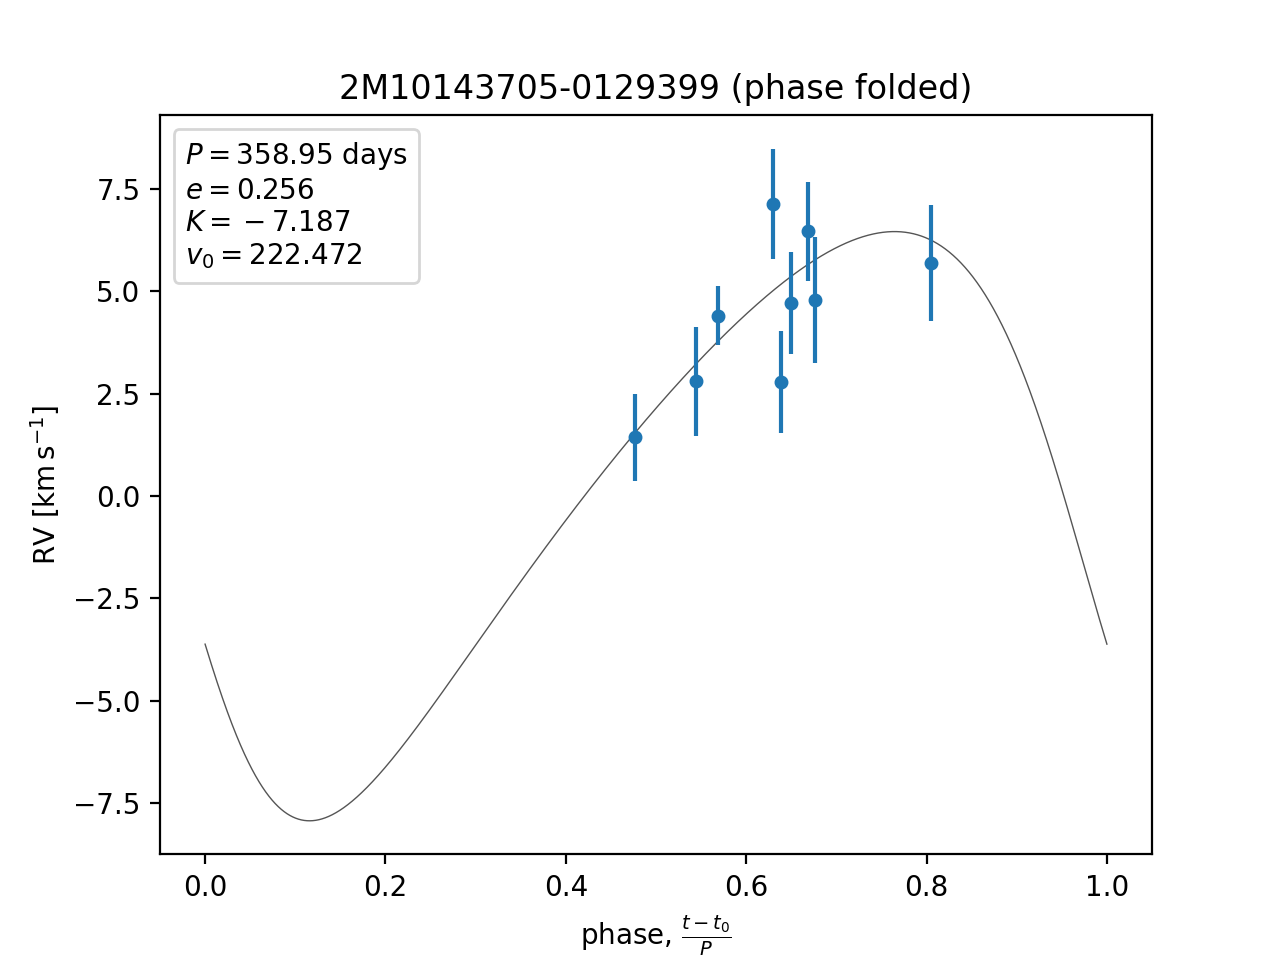 2M10143705-0129399 (phase folded)
P = 358.95 days
e = 0.256
K = −7.187
v₀ = 222.472
RV [km s⁻¹]
7.5
5.0
2.5
0.0
−2.5
−5.0
−7.5
0.0 0.2 0.4 0.6 0.8 1.0
phase, (t − t₀)/P